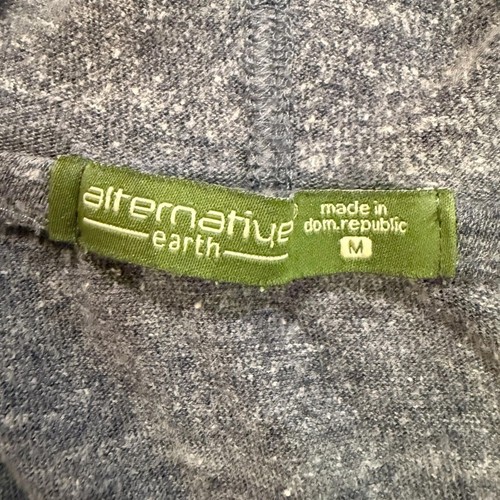 alternative
earth
made in
dom.republic
M